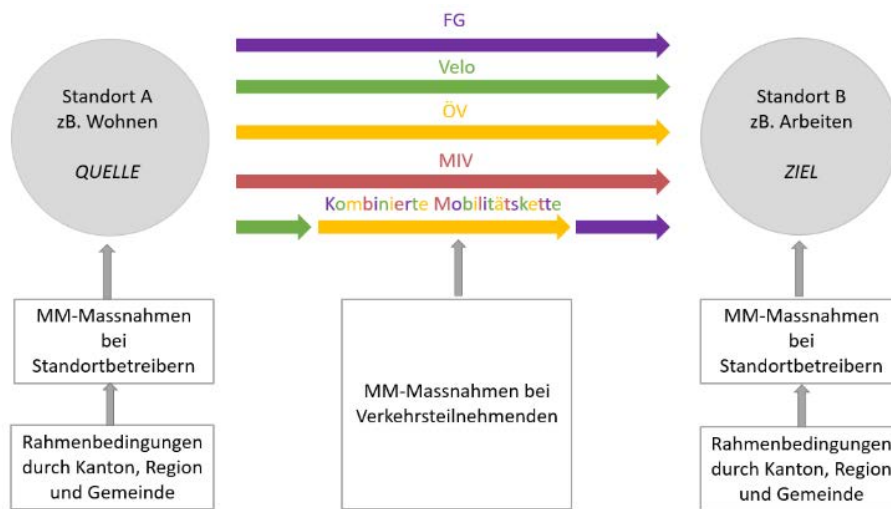 FG
Velo
ÖV
MIV
Kombinierte Mobilitätskette
Standort A
zB. Wohnen
QUELLE
Standort B
zB. Arbeiten
ZIEL
MM-Massnahmen
bei
Standortbetreibern
Rahmenbedingungen
durch Kanton, Region
und Gemeinde
MM-Massnahmen bei
Verkehrsteilnehmenden
MM-Massnahmen
bei
Standortbetreibern
Rahmenbedingungen
durch Kanton, Region
und Gemeinde